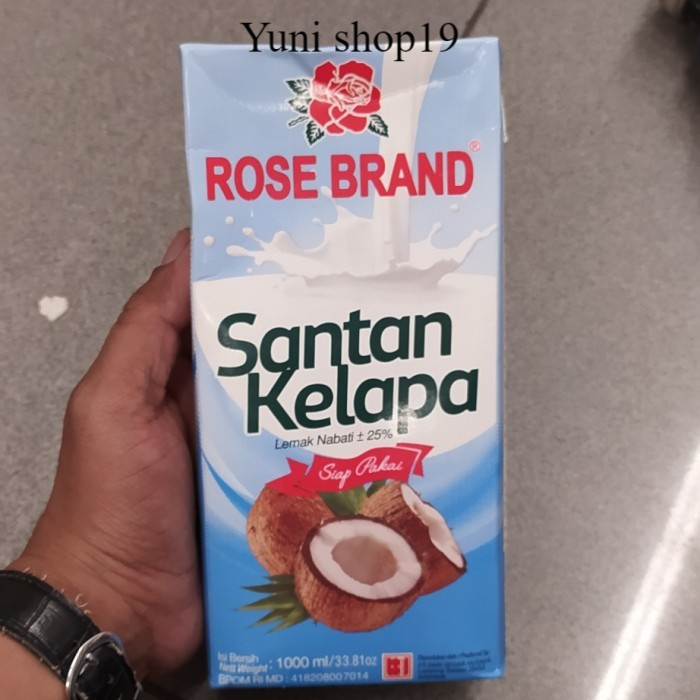 Yuni shop19
ROSE BRAND®
Santan
Kelapa
Lemak Nabati ± 25%
Siap Pakai
Isi Bersih
Nett Weight : 1000 ml/33.81oz
BPOM RI MD : 418208007014